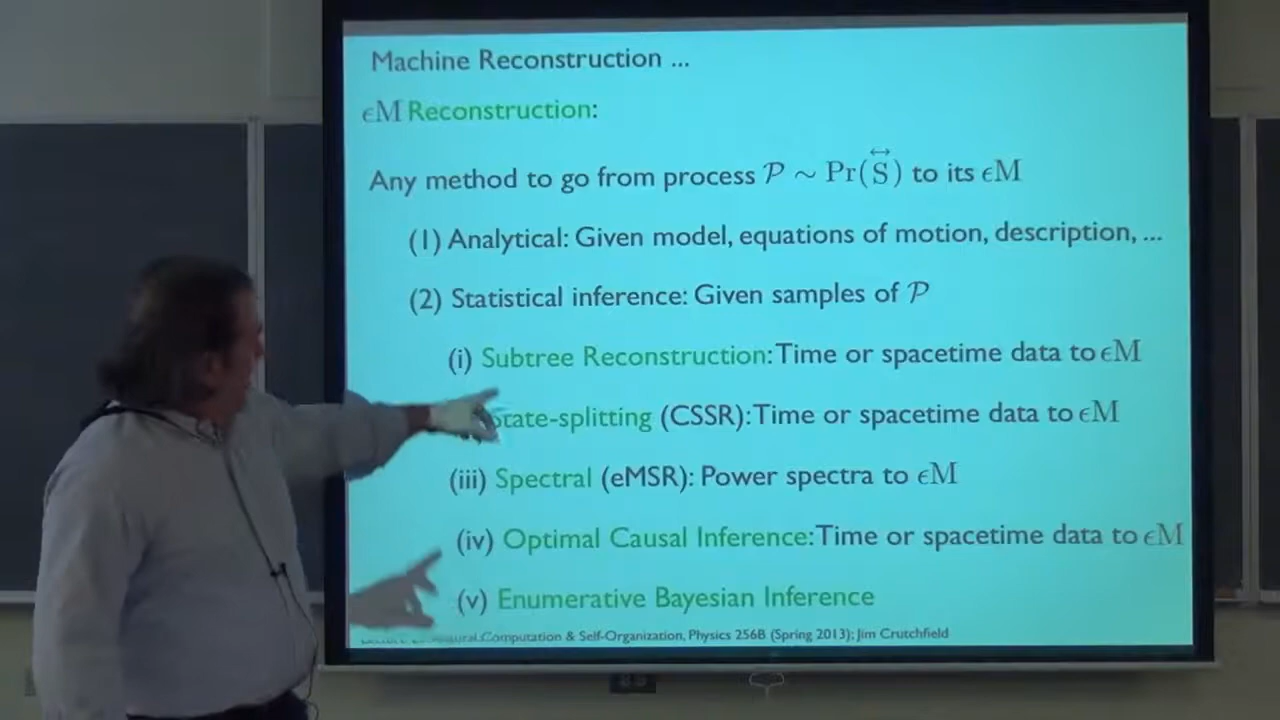 Machine Reconstruction ...
ϵM Reconstruction:
Any method to go from process 𝒫 ∼ Pr(S⃡) to its ϵM
(1) Analytical: Given model, equations of motion, description, ...
(2) Statistical inference: Given samples of 𝒫
(i) Subtree Reconstruction: Time or spacetime data to ϵM
State-splitting (CSSR): Time or spacetime data to ϵM
(iii) Spectral (eMSR): Power spectra to ϵM
(iv) Optimal Causal Inference: Time or spacetime data to ϵM
(v) Enumerative Bayesian Inference
Computation & Self-Organization, Physics 256B (Spring 2013); Jim Crutchfield